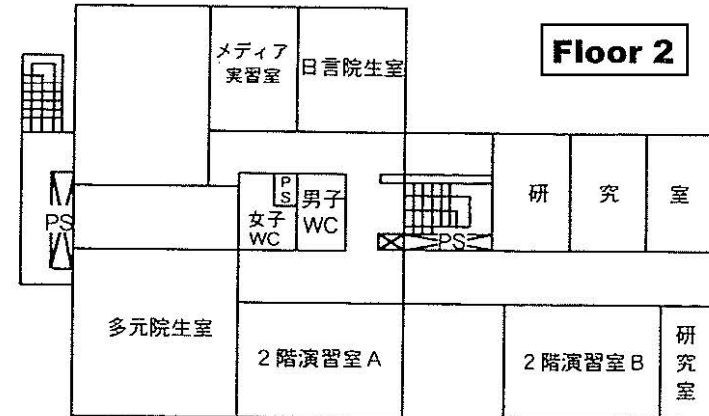 Floor 2
メディア
実習室
日言院生室
PS
PS
女子
WC
男子
WC
PS
研 究 室
多元院生室
2階演習室A
2階演習室B
研
究
室